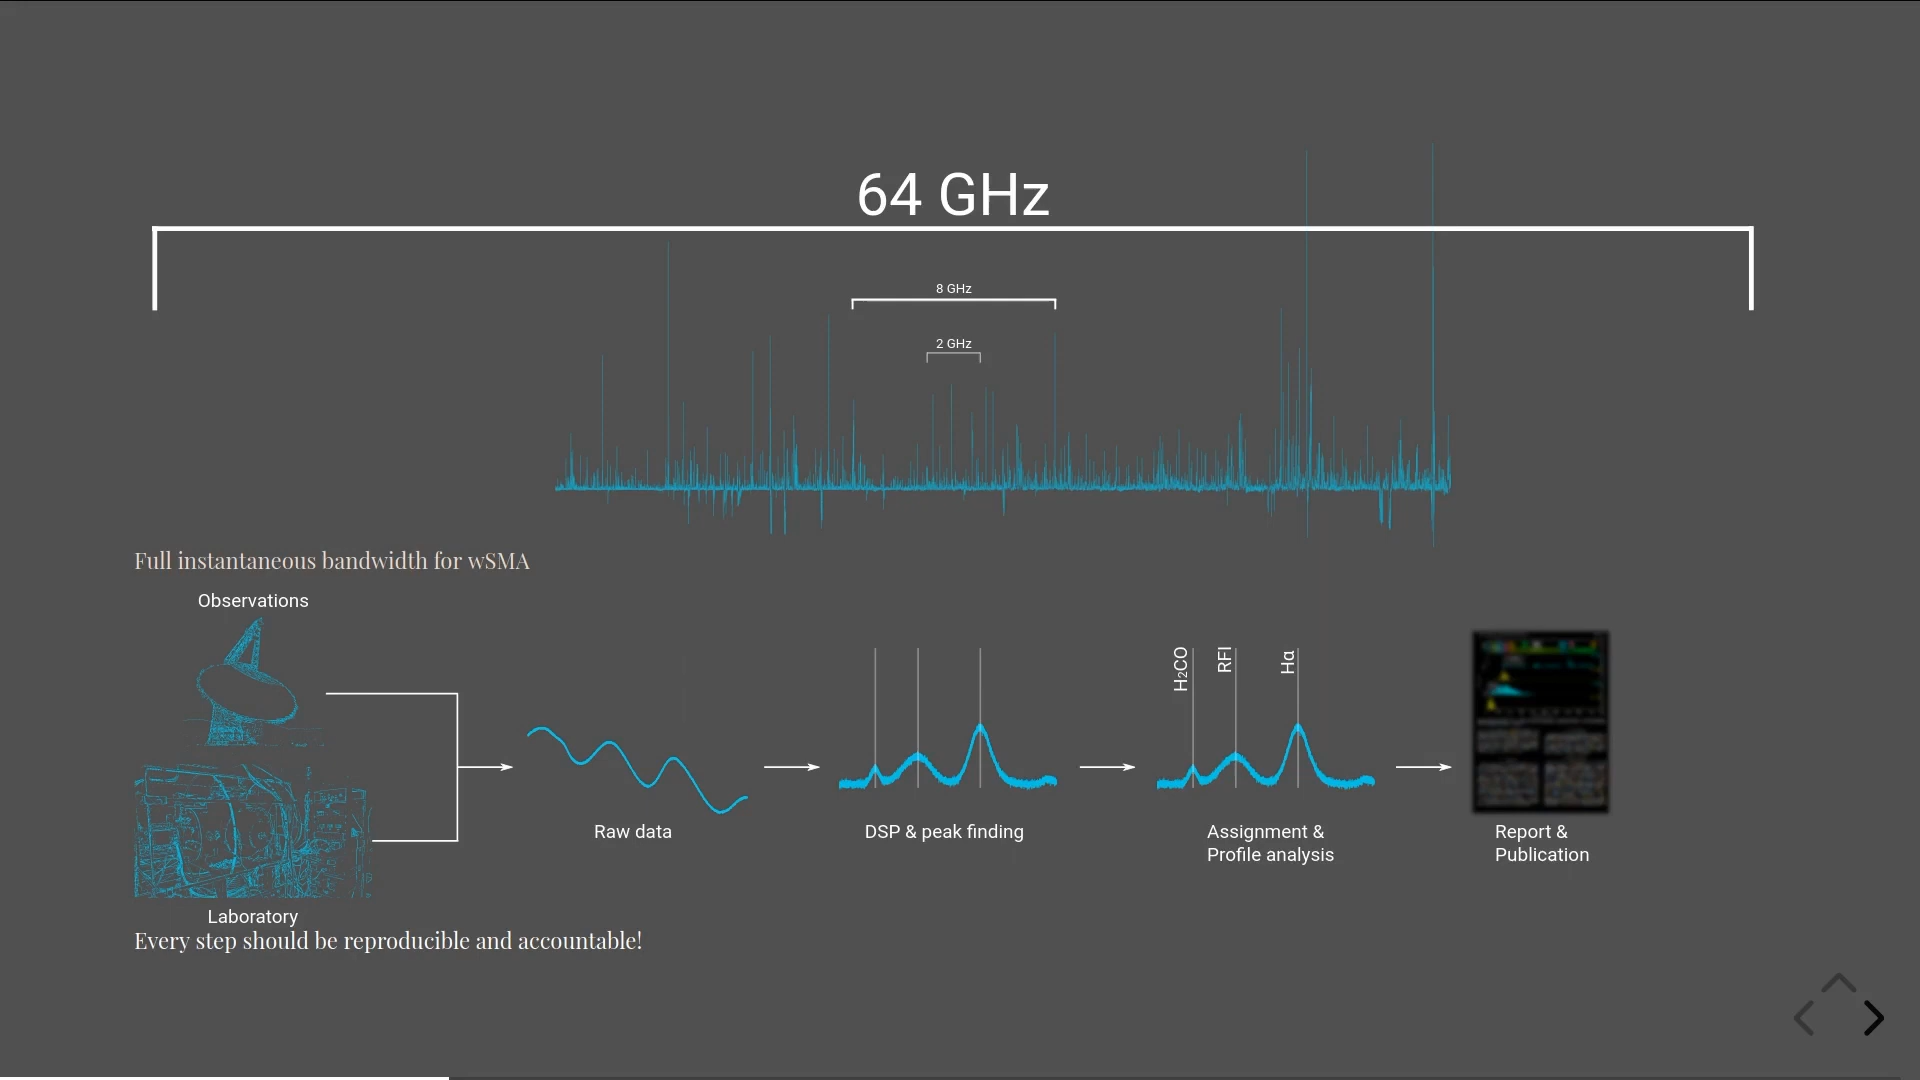 64 GHz
8 GHz
2 GHz
Full instantaneous bandwidth for wSMA
Observations
H₂CO
RFI
Hα
Raw data
DSP & peak finding
Assignment &
Profile analysis
Report &
Publication
Laboratory
Every step should be reproducible and accountable!